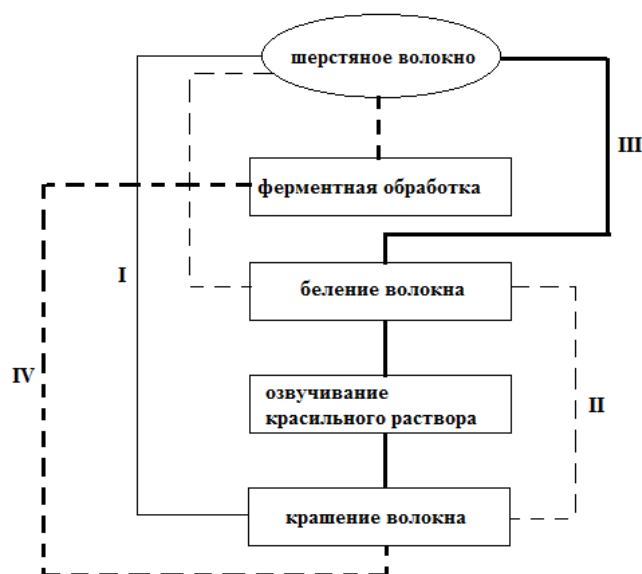 шерстяное волокно
III
ферментная обработка
I
беление волокна
IV
озвучивание
красильного раствора
II
крашение волокна